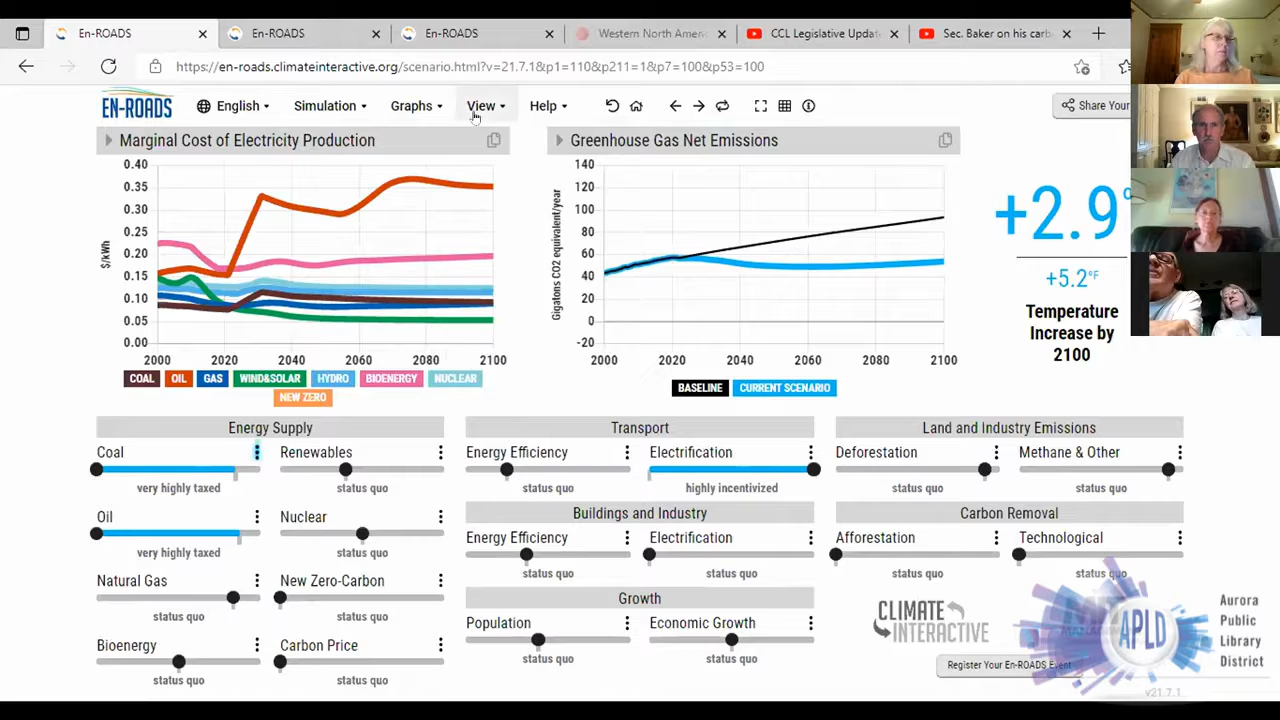 En-ROADS
En-ROADS
En-ROADS
Western North Ameri
CCL Legislative Updat
Sec. Baker on his carb
https://en-roads.climateinteractive.org/scenario.html?v=21.7.1&p1=110&p211=1&p7=100&p53=100
EN-ROADS
English
Simulation
Graphs
View
Help
Share Your
Marginal Cost of Electricity Production
Greenhouse Gas Net Emissions
$/kWh
0.40
0.35
0.30
0.25
0.20
0.15
0.10
0.05
0.00
2000 2020 2040 2060 2080 2100
COAL OIL GAS WIND&SOLAR HYDRO BIOENERGY NUCLEAR
NEW ZERO
Gigatons CO2 equivalent/year
140
120
100
80
60
40
20
0
-20
2000 2020 2040 2060 2080 2100
BASELINE CURRENT SCENARIO
+2.9°
+5.2°F
Temperature
Increase by
2100
Energy Supply
Coal
very highly taxed
Renewables
status quo
Oil
very highly taxed
Nuclear
status quo
Natural Gas
status quo
New Zero-Carbon
status quo
Bioenergy
status quo
Carbon Price
status quo
Transport
Energy Efficiency
status quo
Electrification
highly incentivized
Buildings and Industry
Energy Efficiency
status quo
Electrification
status quo
Growth
Population
status quo
Economic Growth
status quo
Land and Industry Emissions
Deforestation
status quo
Methane & Other
status quo
Carbon Removal
Afforestation
status quo
Technological
status quo
CLIMATE
INTERACTIVE
Register Your En-ROADS Event
APLD
Aurora
Public
Library
District
v21.7.1